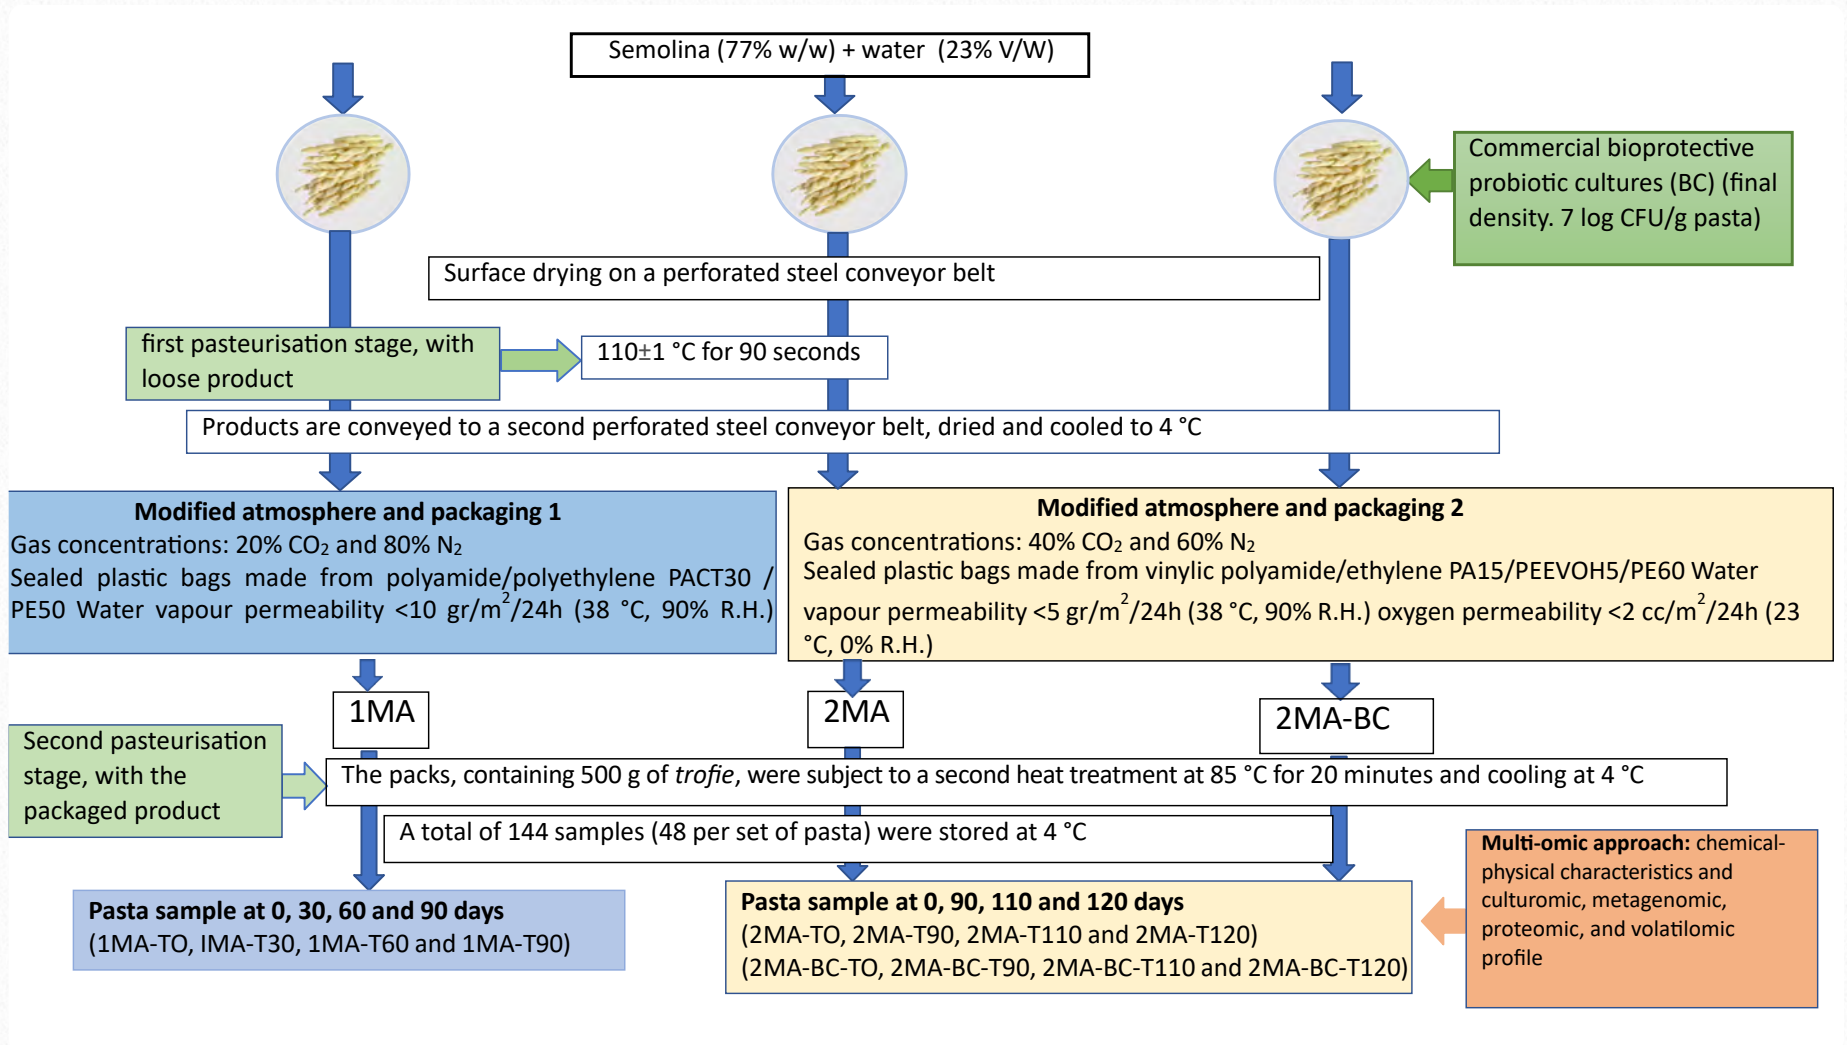 Semolina (77% w/w) + water (23% V/W)
Commercial bioprotective
probiotic cultures (BC) (final
density. 7 log CFU/g pasta)
Surface drying on a perforated steel conveyor belt
first pasteurisation stage, with
loose product
110±1 °C for 90 seconds
Products are conveyed to a second perforated steel conveyor belt, dried and cooled to 4 °C
Modified atmosphere and packaging 1
Gas concentrations: 20% CO₂ and 80% N₂
Sealed plastic bags made from polyamide/polyethylene PACT30 /
PE50 Water vapour permeability <10 gr/m²/24h (38 °C, 90% R.H.)
Modified atmosphere and packaging 2
Gas concentrations: 40% CO₂ and 60% N₂
Sealed plastic bags made from vinylic polyamide/ethylene PA15/PEEVOH5/PE60 Water
vapour permeability <5 gr/m²/24h (38 °C, 90% R.H.) oxygen permeability <2 cc/m²/24h (23
°C, 0% R.H.)
1MA
2MA
2MA-BC
Second pasteurisation
stage, with the
packaged product
The packs, containing 500 g of trofie, were subject to a second heat treatment at 85 °C for 20 minutes and cooling at 4 °C
A total of 144 samples (48 per set of pasta) were stored at 4 °C
Pasta sample at 0, 30, 60 and 90 days
(1MA-TO, IMA-T30, 1MA-T60 and 1MA-T90)
Pasta sample at 0, 90, 110 and 120 days
(2MA-TO, 2MA-T90, 2MA-T110 and 2MA-T120)
(2MA-BC-TO, 2MA-BC-T90, 2MA-BC-T110 and 2MA-BC-T120)
Multi-omic approach: chemical-
physical characteristics and
culturomic, metagenomic,
proteomic, and volatilomic
profile